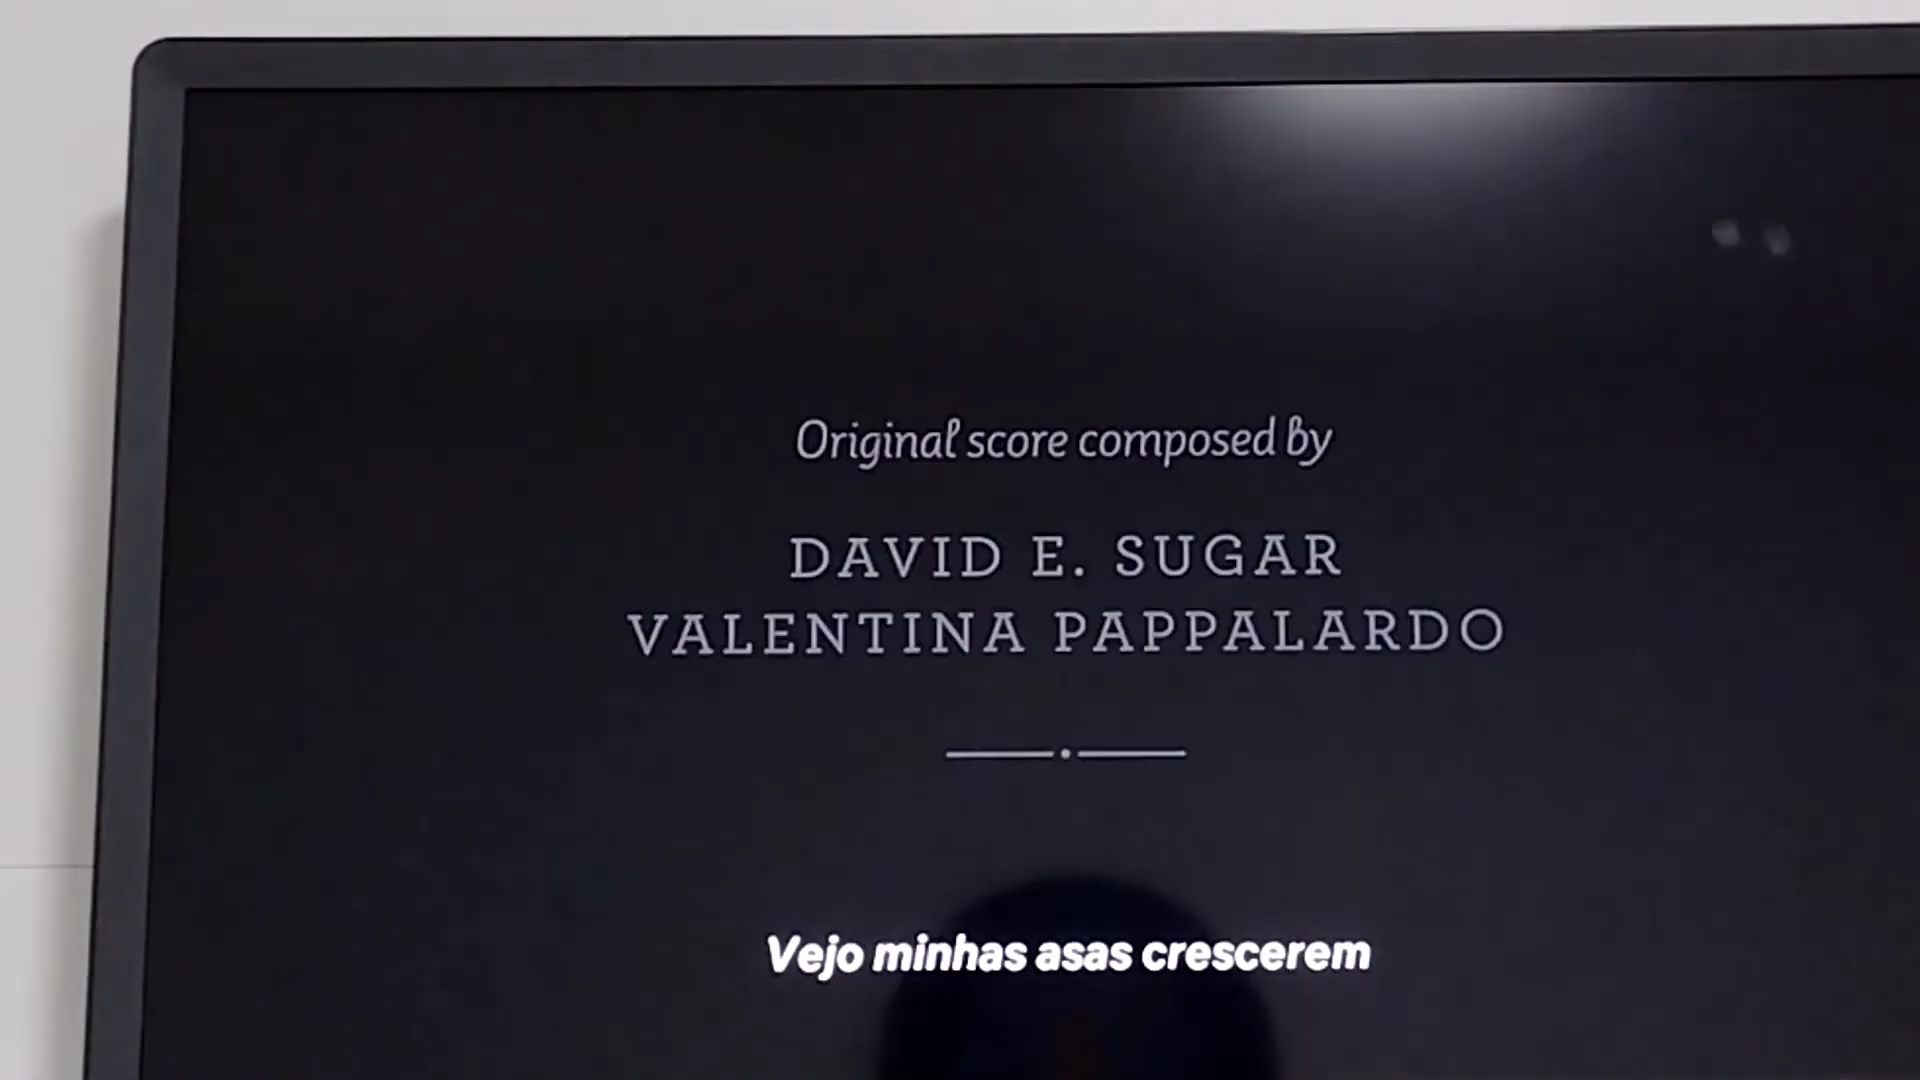 Original score composed by
DAVID E. SUGAR
VALENTINA PAPPALARDO
Vejo minhas asas crescerem